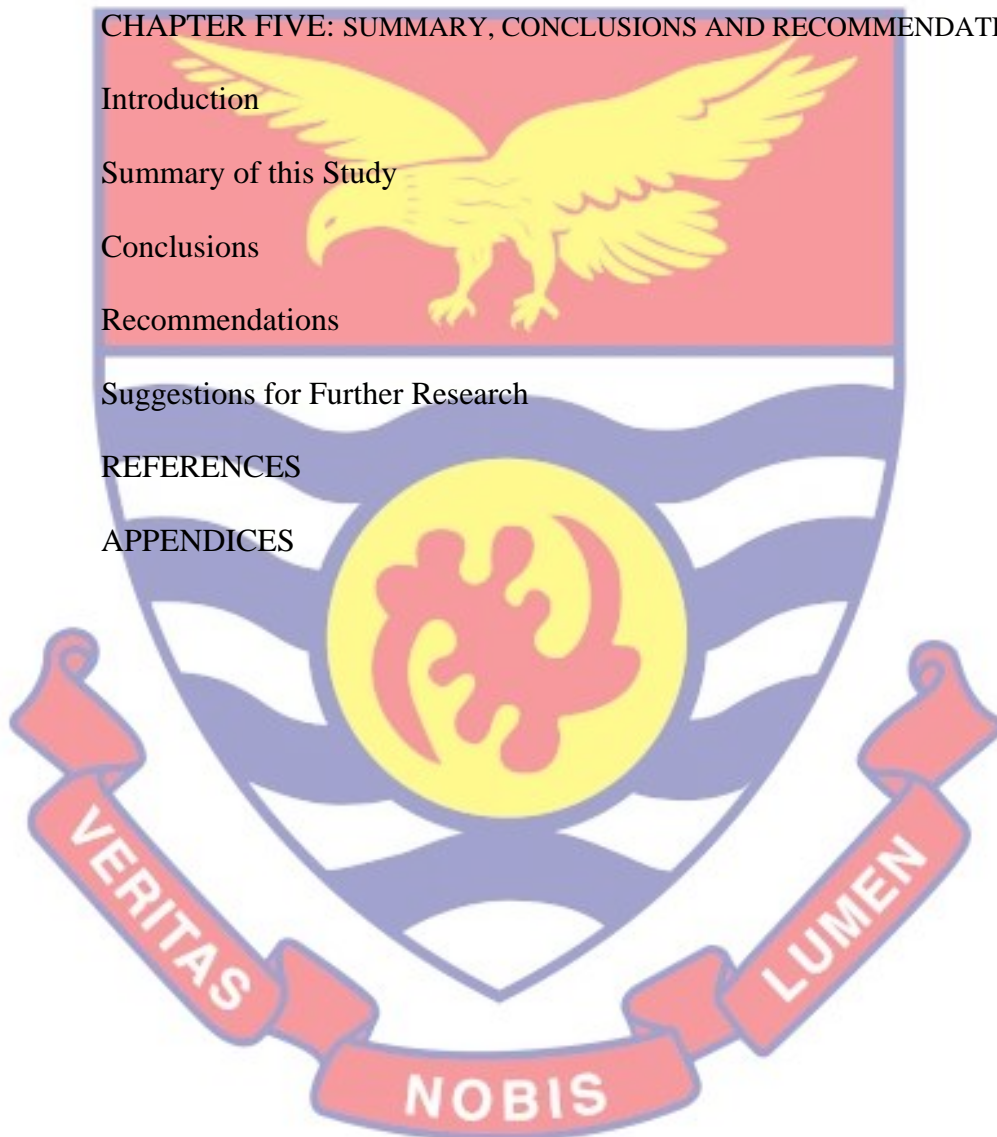 CHAPTER FIVE: SUMMARY, CONCLUSIONS AND RECOMMENDATI
Introduction
Summary of this Study
Conclusions
Recommendations
Suggestions for Further Research
REFERENCES
APPENDICES
VERITAS
NOBIS
LUMEN